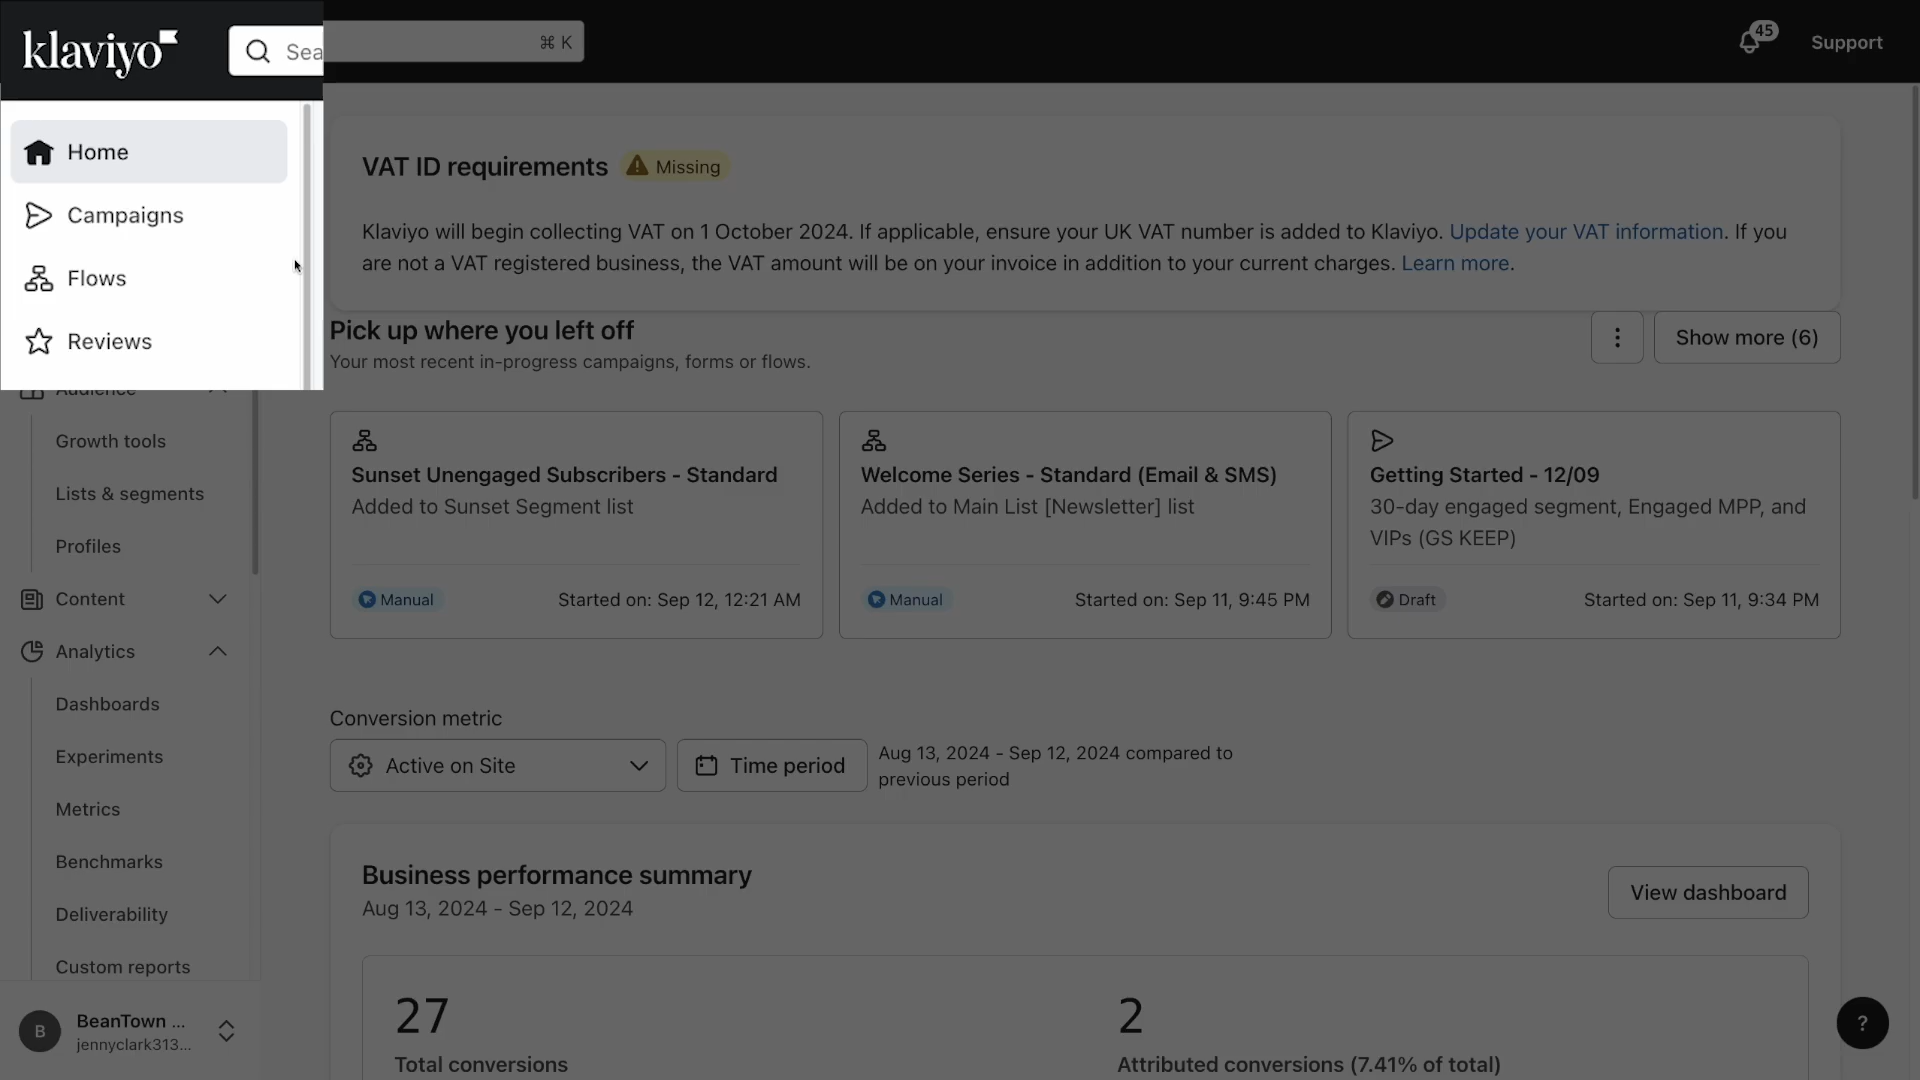 klaviyo
Sea
⌘ K
45
Support
Home
Campaigns
Flows
Reviews
Audience
Growth tools
Lists & segments
Profiles
Content
Analytics
Dashboards
Experiments
Metrics
Benchmarks
Deliverability
Custom reports
B
BeanTown ...
jennyclark313...
VAT ID requirements
Missing
Klaviyo will begin collecting VAT on 1 October 2024. If applicable, ensure your UK VAT number is added to Klaviyo. Update your VAT information. If you
are not a VAT registered business, the VAT amount will be on your invoice in addition to your current charges. Learn more.
Pick up where you left off
Your most recent in-progress campaigns, forms or flows.
Show more (6)
Sunset Unengaged Subscribers - Standard
Added to Sunset Segment list
Manual
Started on: Sep 12, 12:21 AM
Welcome Series - Standard (Email & SMS)
Added to Main List [Newsletter] list
Manual
Started on: Sep 11, 9:45 PM
Getting Started - 12/09
30-day engaged segment, Engaged MPP, and
VIPs (GS KEEP)
Draft
Started on: Sep 11, 9:34 PM
Conversion metric
Active on Site
Time period
Aug 13, 2024 - Sep 12, 2024 compared to
previous period
Business performance summary
Aug 13, 2024 - Sep 12, 2024
View dashboard
27
Total conversions
2
Attributed conversions (7.41% of total)
?